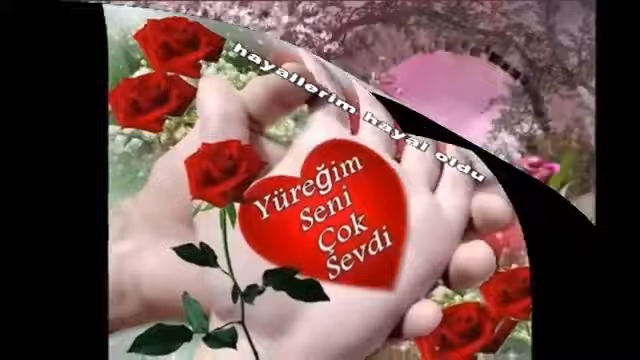 hayallerim hayal oldu
Yüreğim
Seni
Çok
Sevdi